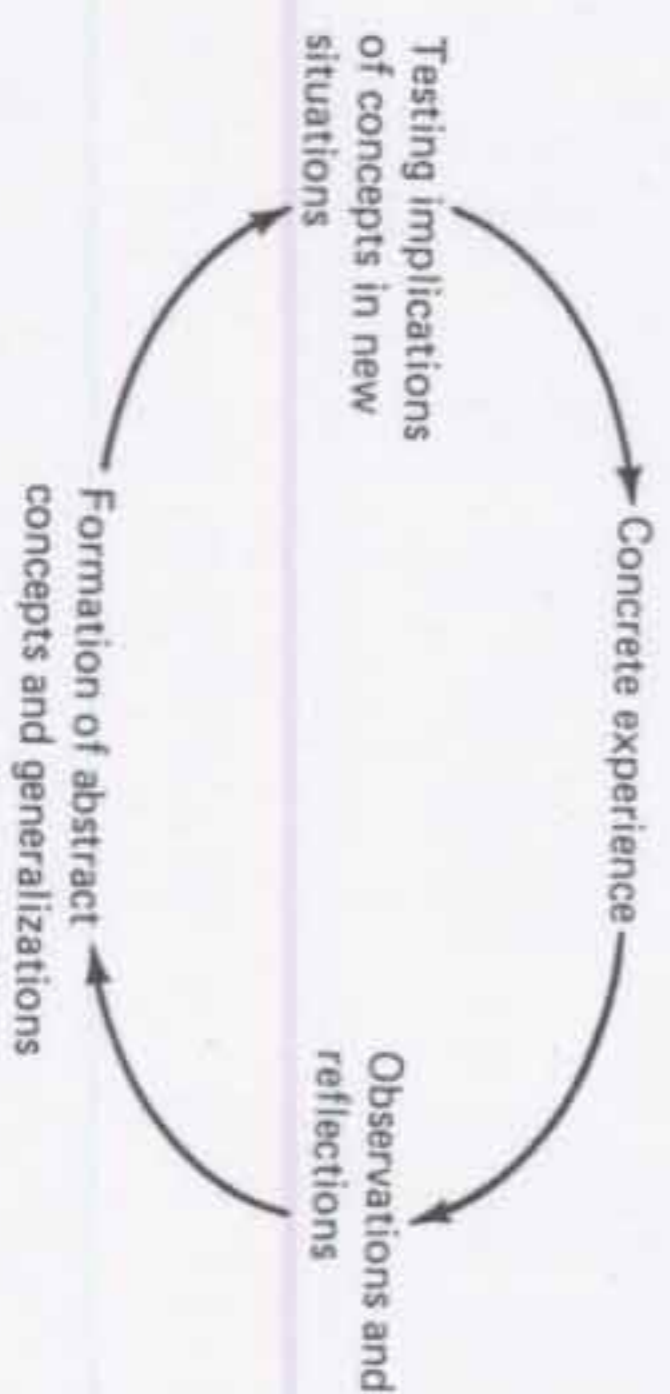 Concrete experience
Observations and
reflections
Formation of abstract
concepts and generalizations
Testing implications
of concepts in new
situations